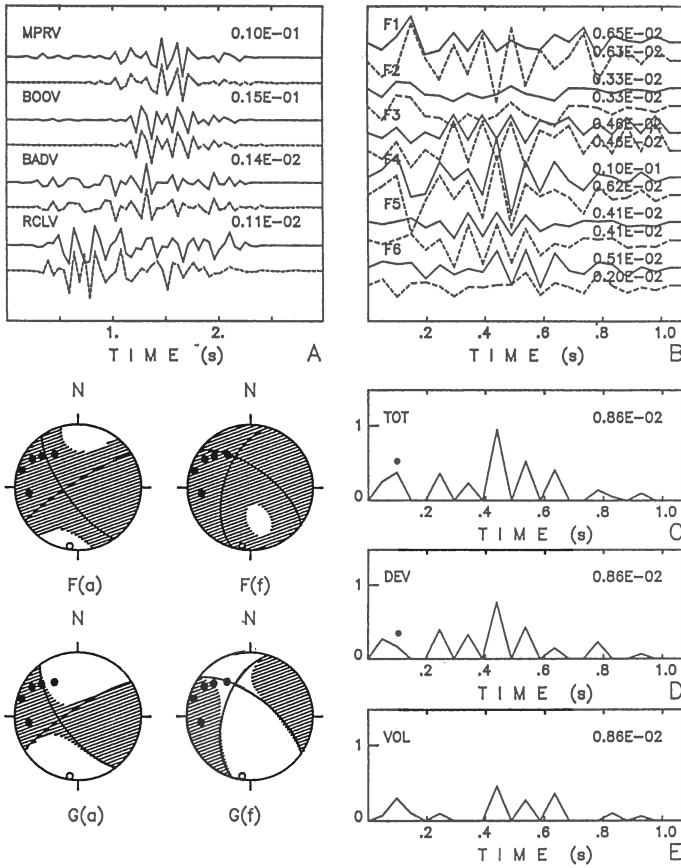 MPRV 0.10E-01
BOOV 0.15E-01
BADV 0.14E-02
RCLV 0.11E-02
1. 2.
TIME (s) A
F1 0.65E-02
0.63E-02
F2 0.33E-02
0.33E-02
F3 0.46E-02
0.46E-02
F4 0.10E-01
0.62E-02
F5 0.41E-02
0.41E-02
F6 0.51E-02
0.20E-02
.2 .4 .6 .8 1.0
TIME (s) B
N N
F(a) F(f)
N N
G(a) G(f)
TOT 0.86E-02
1
0
.2 .4 .6 .8 1.0
TIME (s) C
DEV 0.86E-02
1
0
.2 .4 .6 .8 1.0
TIME (s) D
VOL 0.86E-02
1
0
.2 .4 .6 .8 1.0
TIME (s) E